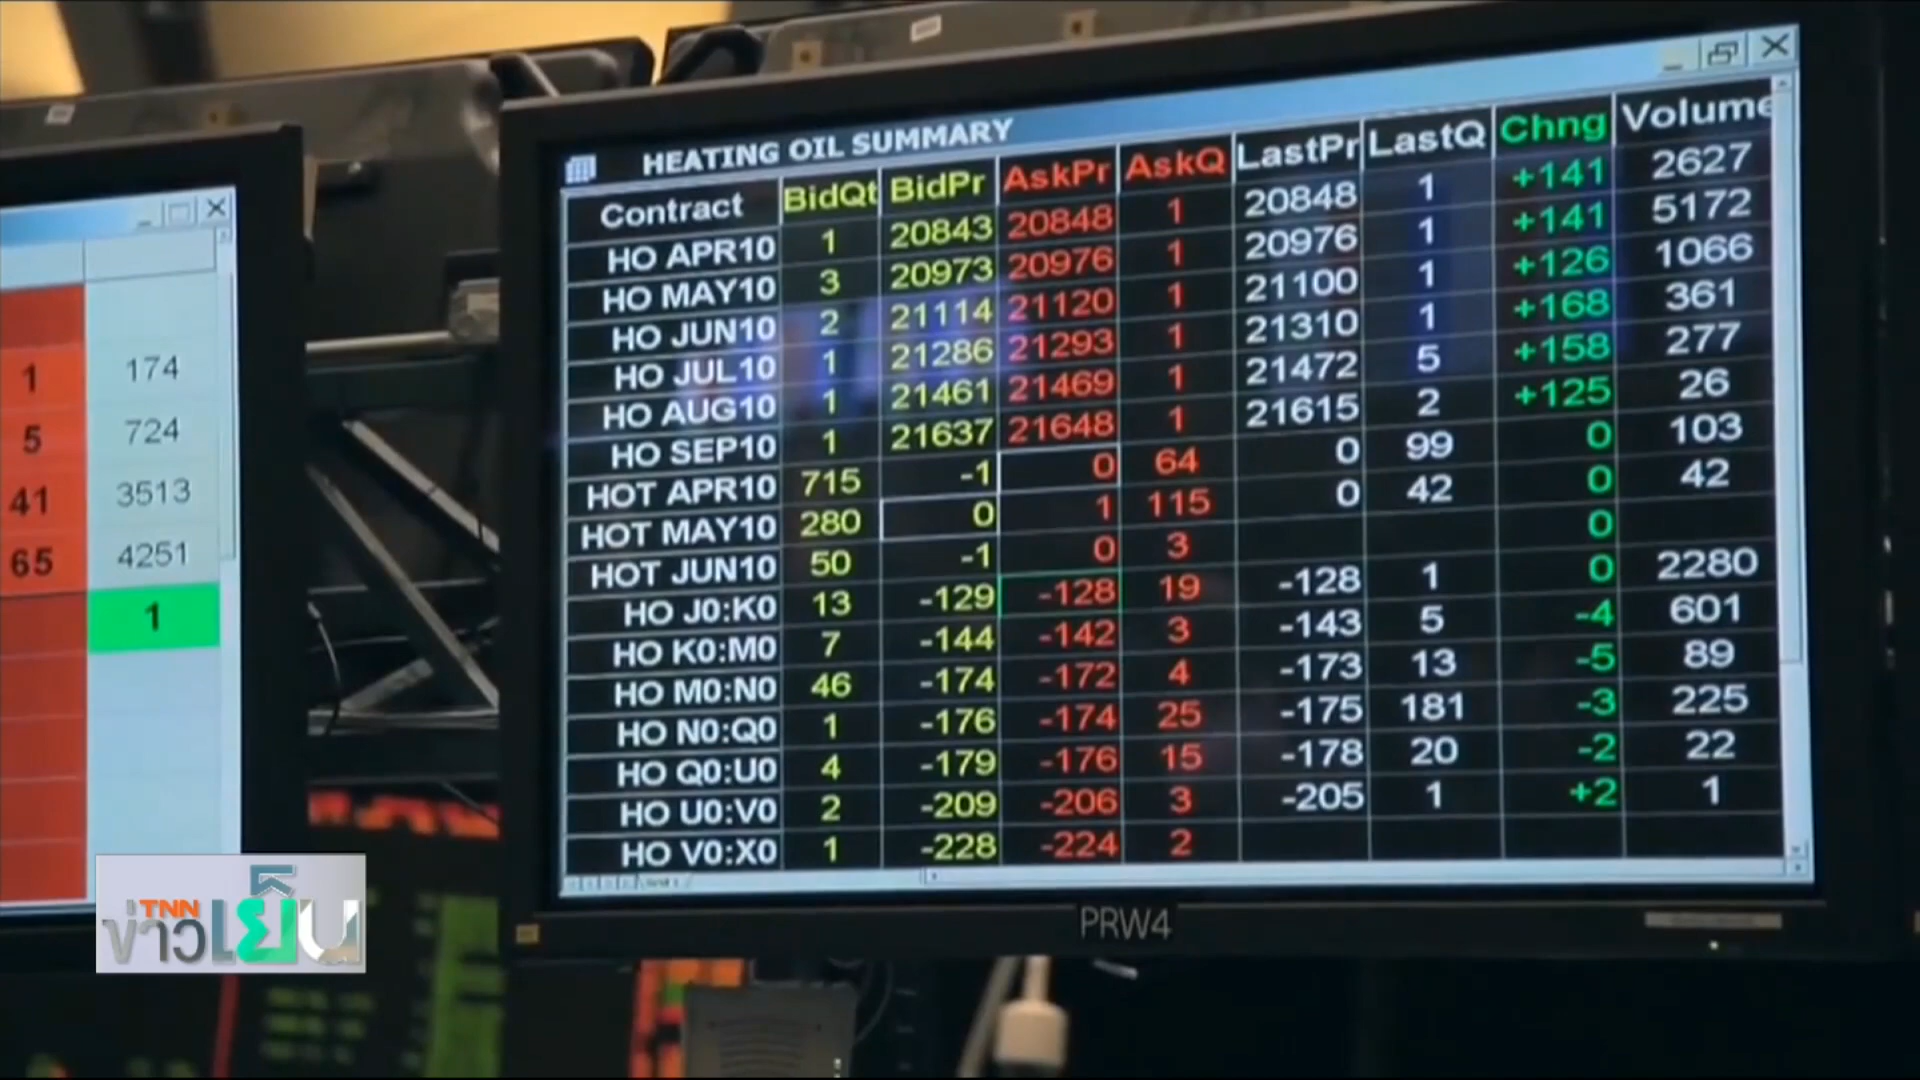 HEATING OIL SUMMARY
Contract BidQt BidPr AskPr AskQ LastPr LastQ Chng Volume
HO APR10 1 20843 20848 1 20848 1 +141 2627
HO MAY10 3 20973 20976 1 20976 1 +141 5172
HO JUN10 2 21114 21120 1 21100 1 +126 1066
HO JUL10 1 21286 21293 1 21310 1 +168 361
HO AUG10 1 21461 21469 1 21472 5 +158 277
HO SEP10 1 21637 21648 1 21615 2 +125 26
HOT APR10 715 -1 0 64 0 99 0 103
HOT MAY10 280 0 1 115 0 42 0 42
HOT JUN10 50 -1 0 3 0
HO J0:K0 13 -129 -128 19 -128 1 0 2280
HO K0:M0 7 -144 -142 3 -143 5 -4 601
HO M0:N0 46 -174 -172 4 -173 13 -5 89
HO N0:Q0 1 -176 -174 25 -175 181 -3 225
HO Q0:U0 4 -179 -176 15 -178 20 -2 22
HO U0:V0 2 -209 -206 3 -205 1 +2 1
HO V0:X0 1 -228 -224 2
PRW4
1 174
5 724
41 3513
65 4251
1
TNN
ข่าวเย็น